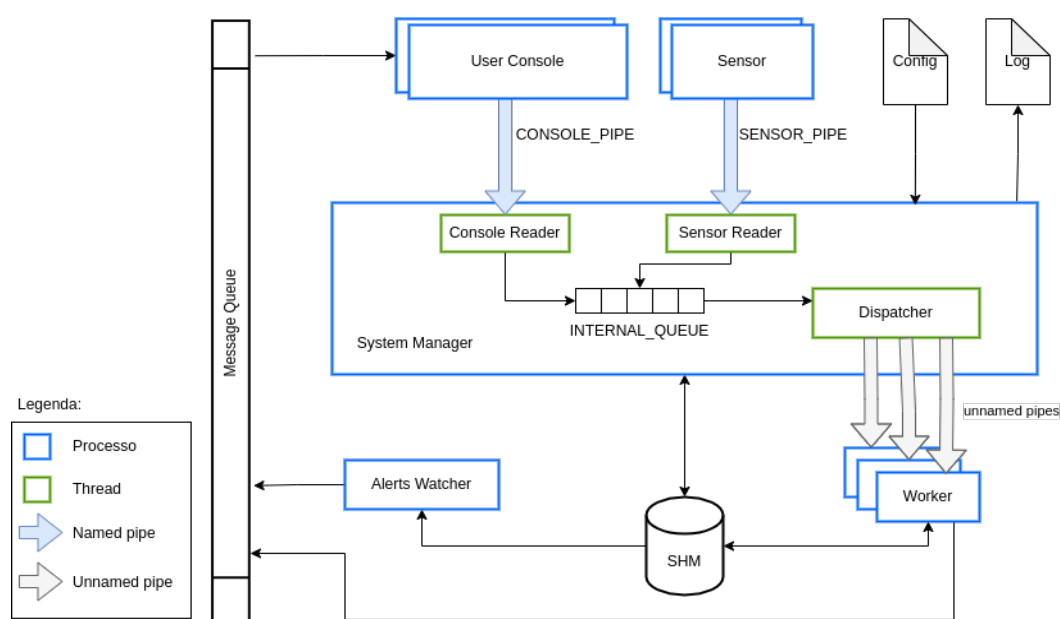 User Console
Sensor
Config
Log
CONSOLE_PIPE
SENSOR_PIPE
Console Reader
Sensor Reader
INTERNAL_QUEUE
Dispatcher
System Manager
Message Queue
unnamed pipes
Legenda:
Processo
Thread
Named pipe
Unnamed pipe
Alerts Watcher
Worker
SHM